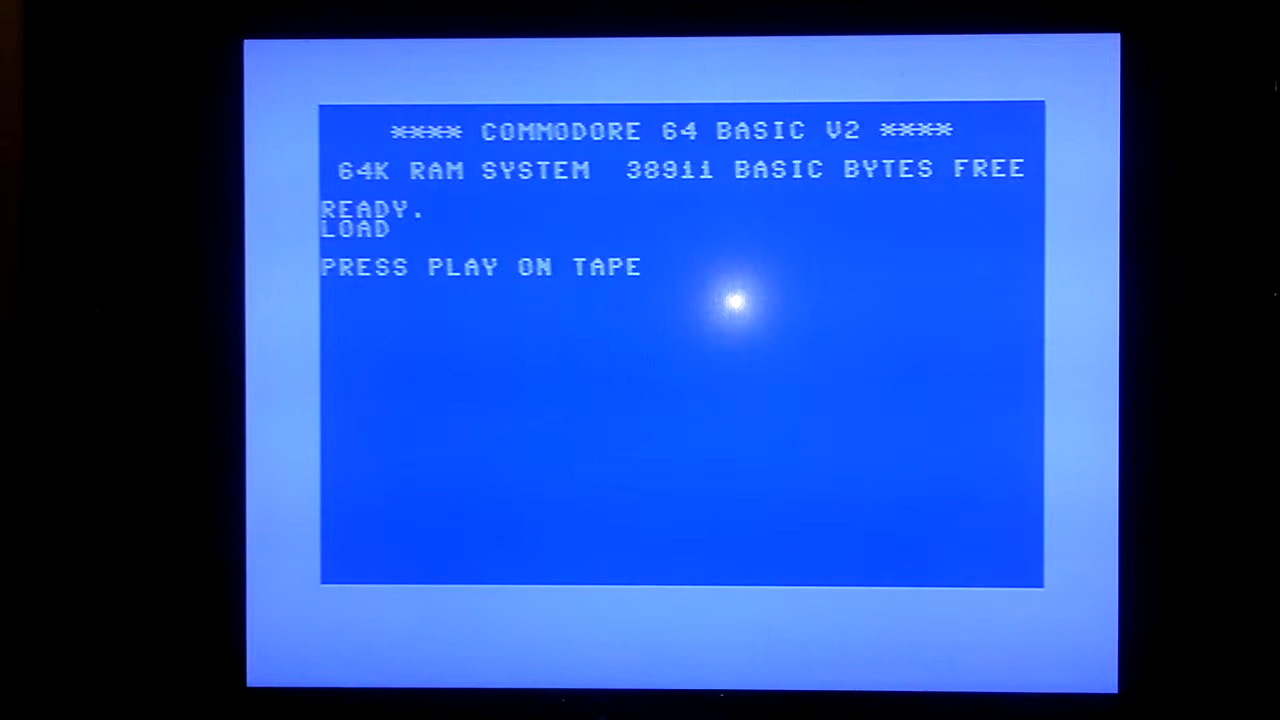 **** COMMODORE 64 BASIC V2 ****
64K RAM SYSTEM  38911 BASIC BYTES FREE
READY.
LOAD
PRESS PLAY ON TAPE